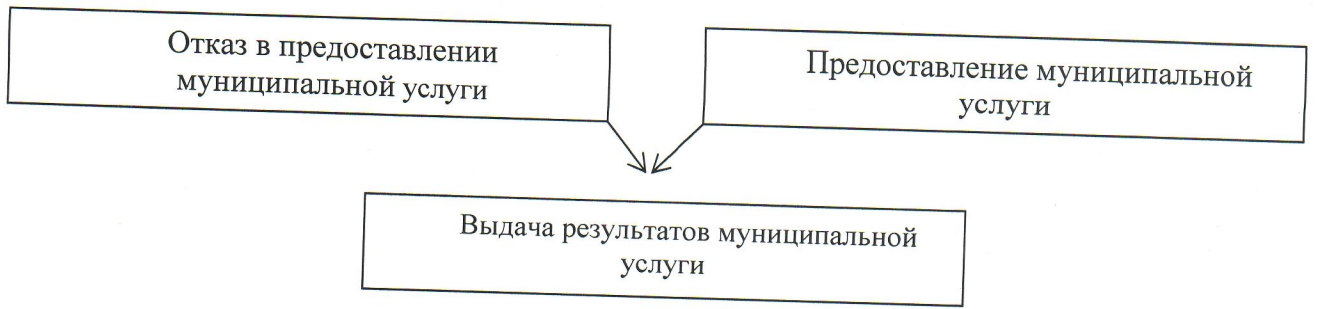 Отказ в предоставлении
муниципальной услуги
Предоставление муниципальной
услуги
Выдача результатов муниципальной
услуги